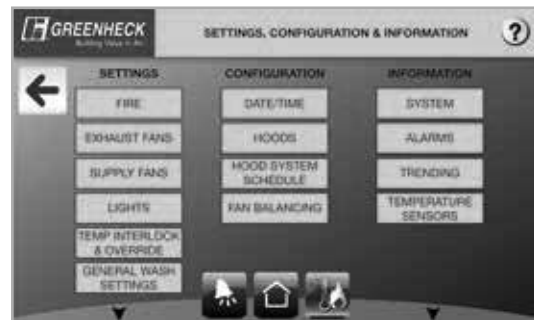 GREENHECK
Building Value in Air.
SETTINGS, CONFIGURATION & INFORMATION
?
SETTINGS
CONFIGURATION
INFORMATION
FIRE
DATE/TIME
SYSTEM
EXHAUST FANS
HOODS
ALARMS
SUPPLY FANS
HOOD SYSTEM
SCHEDULE
TRENDING
LIGHTS
FAN BALANCING
TEMPERATURE
SENSORS
TEMP INTERLOCK
& OVERRIDE
GENERAL WASH
SETTINGS